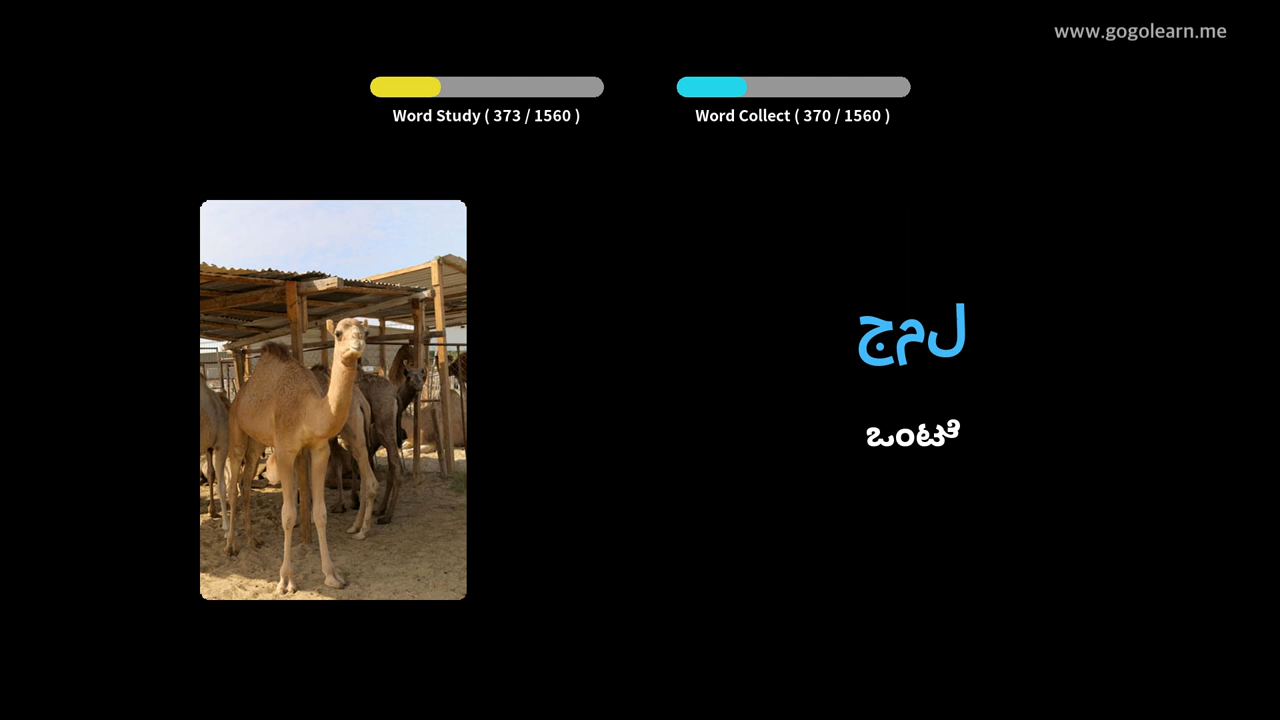 www.gogolearn.me
Word Study ( 373 / 1560 )
Word Collect ( 370 / 1560 )
جمل
ಒಂಟೆ